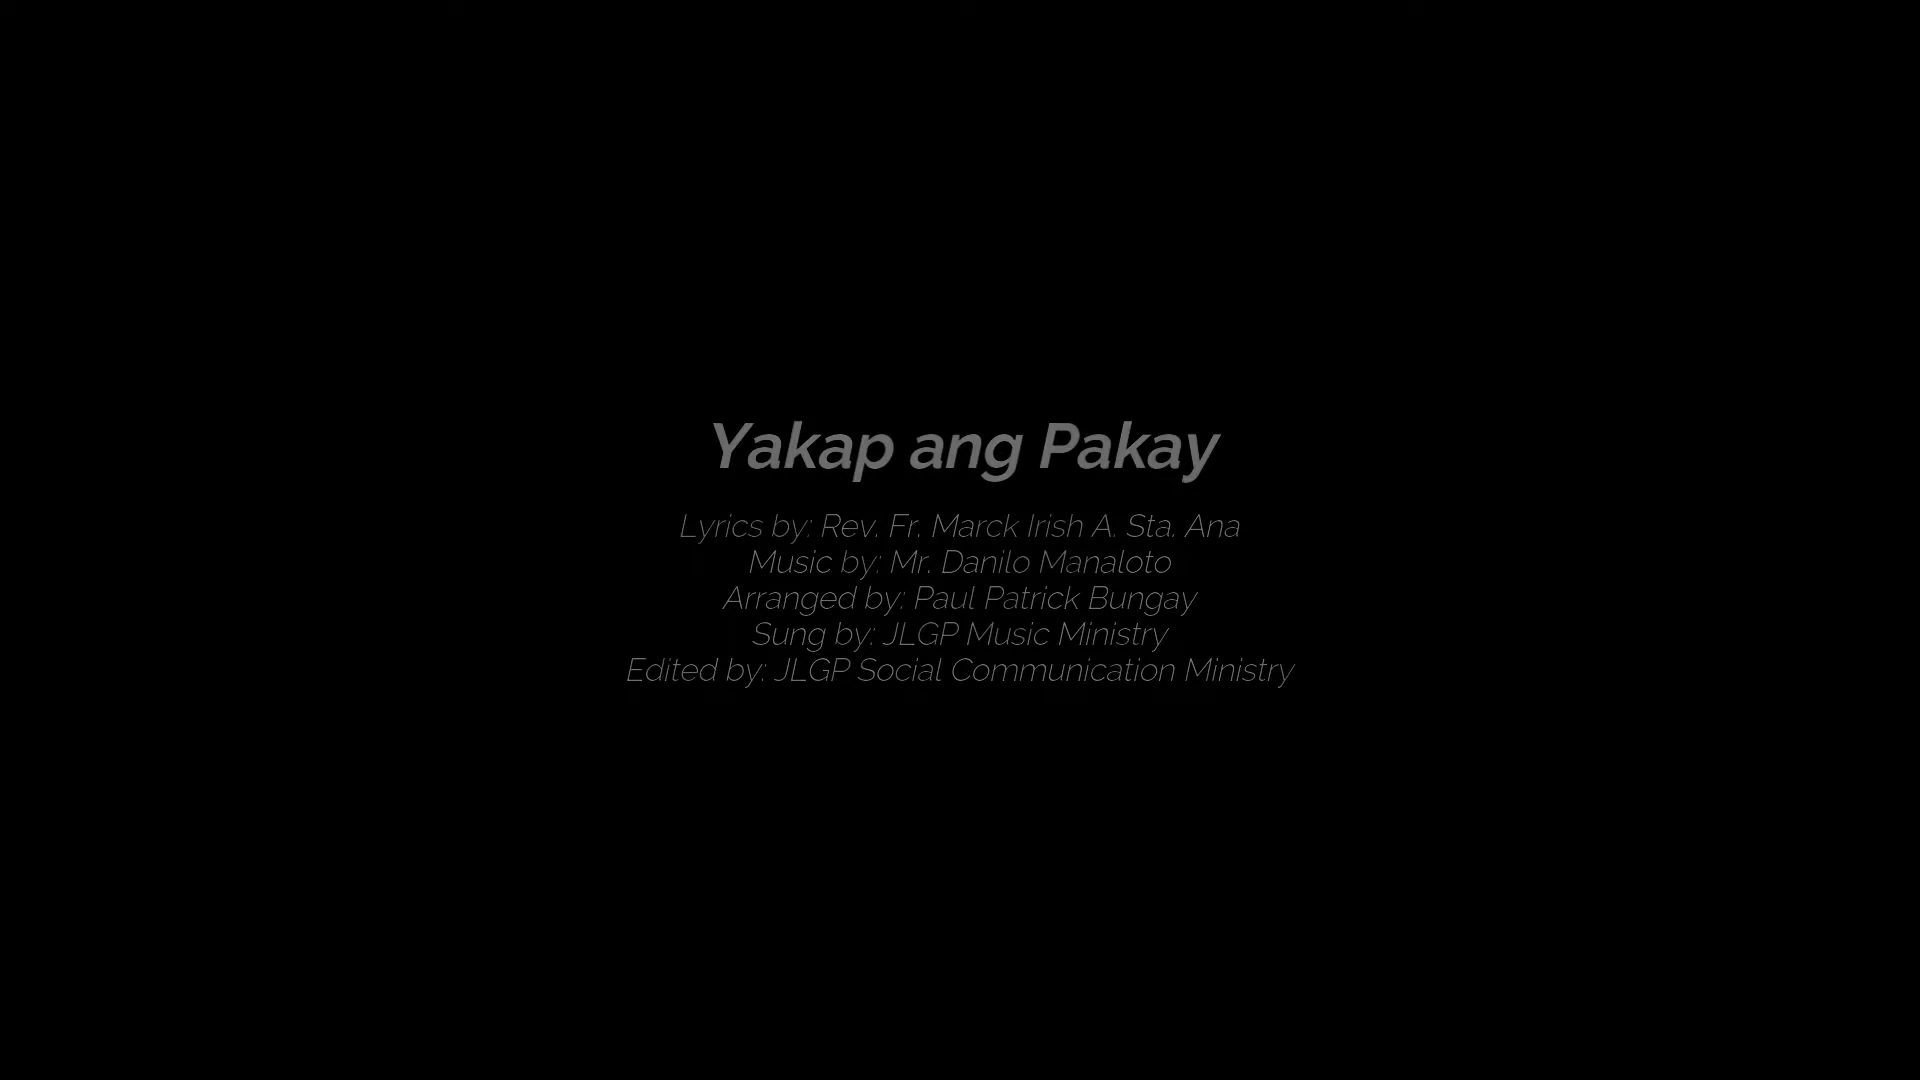 Yakap ang Pakay
Lyrics by: Rev. Fr. Marck Irish A. Sta. Ana
Music by: Mr. Danilo Manaloto
Arranged by: Paul Patrick Bungay
Sung by: JLGP Music Ministry
Edited by: JLGP Social Communication Ministry